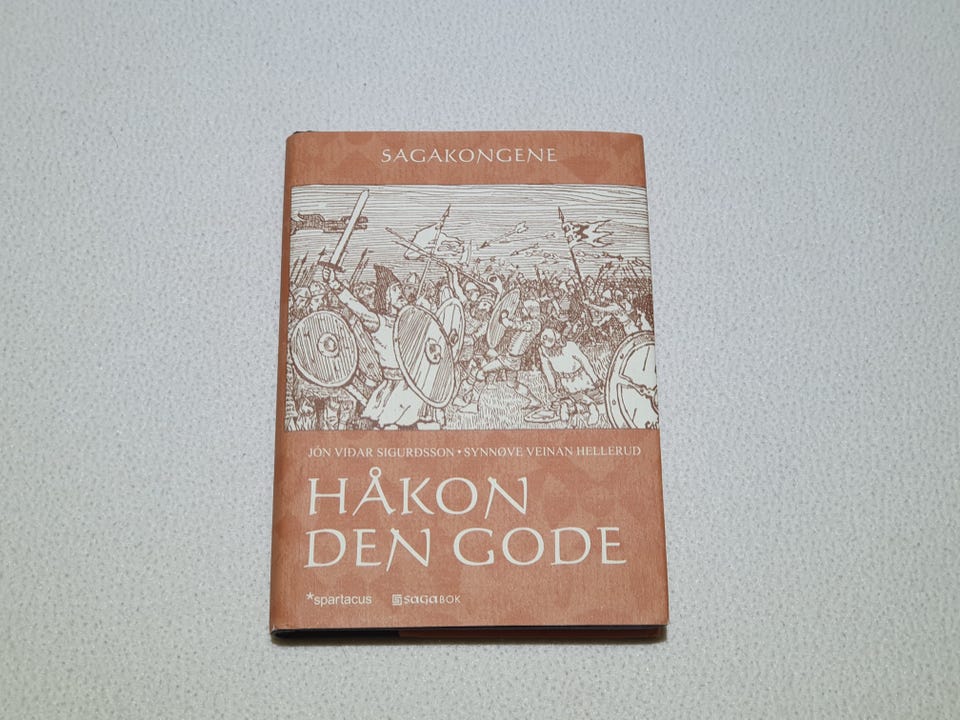 SAGAKONGENE
JÓN VIÐAR SIGURÐSSON • SYNNØVE VEINAN HELLERUD
HÅKON
DEN GODE
*spartacus SAGABOK